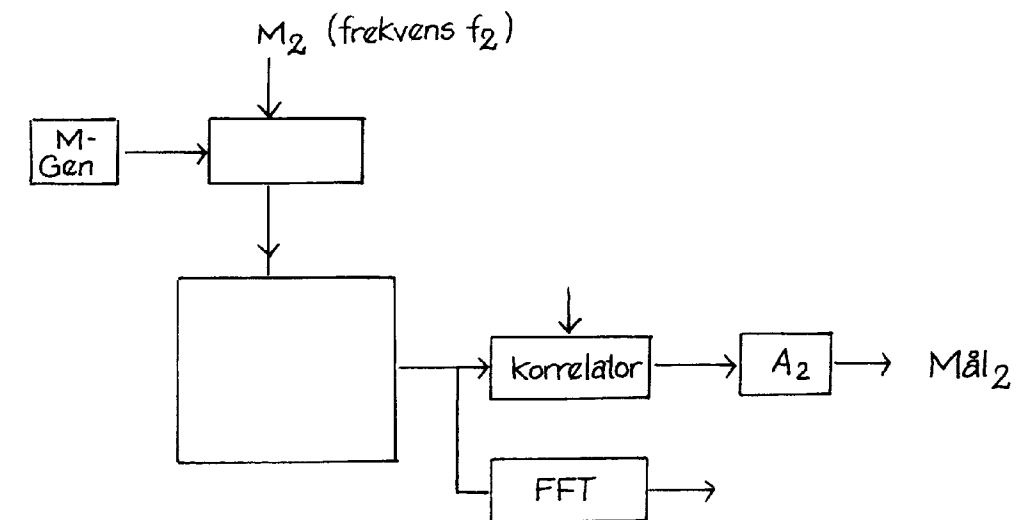 M₂ (frekvens f₂)
M-
Gen
korrelator
A₂
Mål₂
FFT